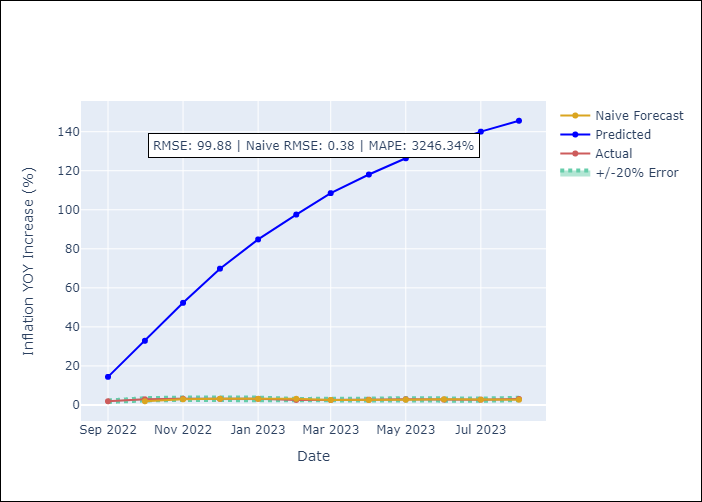 140
120
100
80
60
40
20
0
Inflation YOY Increase (%)
RMSE: 99.88 | Naive RMSE: 0.38 | MAPE: 3246.34%
Naive Forecast
Predicted
Actual
+/-20% Error
Sep 2022
Nov 2022
Jan 2023
Mar 2023
May 2023
Jul 2023
Date